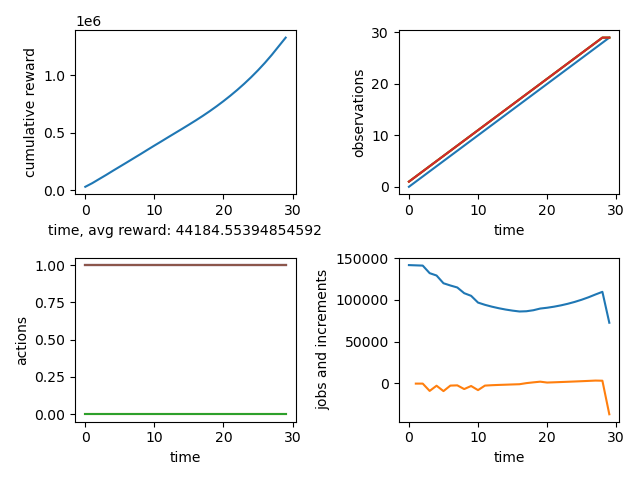 1e6
1.0
0.5
0.0
cumulative reward
0 10 20 30
time, avg reward: 44184.55394854592
30
20
10
0
observations
0 10 20 30
time
1.00
0.75
0.50
0.25
0.00
actions
0 10 20 30
time
150000
100000
50000
0
jobs and increments
0 10 20 30
time